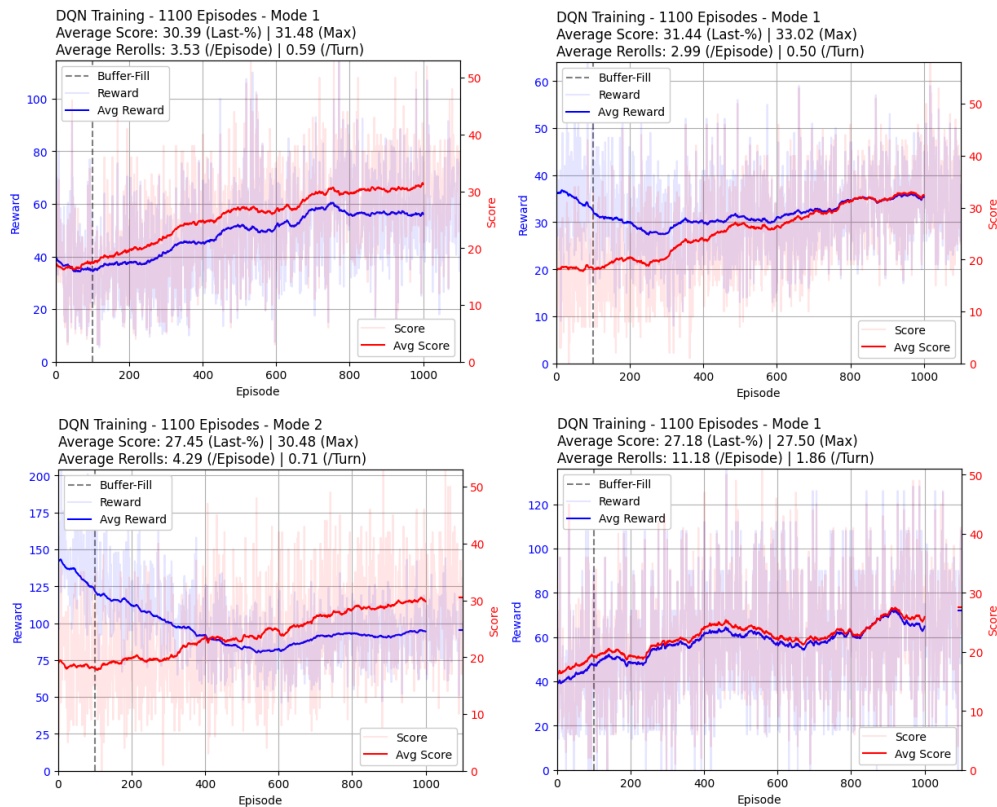 DQN Training - 1100 Episodes - Mode 1
Average Score: 30.39 (Last-%) | 31.48 (Max)
Average Rerolls: 3.53 (/Episode) | 0.59 (/Turn)
Buffer-Fill
Reward
Avg Reward
100
80
60
40
20
0
Reward
50
40
30
20
10
0
Score
Score
Avg Score
0
200
400
600
800
1000
Episode
DQN Training - 1100 Episodes - Mode 1
Average Score: 31.44 (Last-%) | 33.02 (Max)
Average Rerolls: 2.99 (/Episode) | 0.50 (/Turn)
Buffer-Fill
Reward
Avg Reward
60
50
40
30
20
10
0
Reward
50
40
30
20
10
0
Score
Score
Avg Score
0
200
400
600
800
1000
Episode
DQN Training - 1100 Episodes - Mode 2
Average Score: 27.45 (Last-%) | 30.48 (Max)
Average Rerolls: 4.29 (/Episode) | 0.71 (/Turn)
Buffer-Fill
Reward
Avg Reward
200
175
150
125
100
75
50
25
0
Reward
50
40
30
20
10
0
Score
Score
Avg Score
0
200
400
600
800
1000
Episode
DQN Training - 1100 Episodes - Mode 1
Average Score: 27.18 (Last-%) | 27.50 (Max)
Average Rerolls: 11.18 (/Episode) | 1.86 (/Turn)
Buffer-Fill
Reward
Avg Reward
120
100
80
60
40
20
0
Reward
50
40
30
20
10
0
Score
Score
Avg Score
0
200
400
600
800
1000
Episode